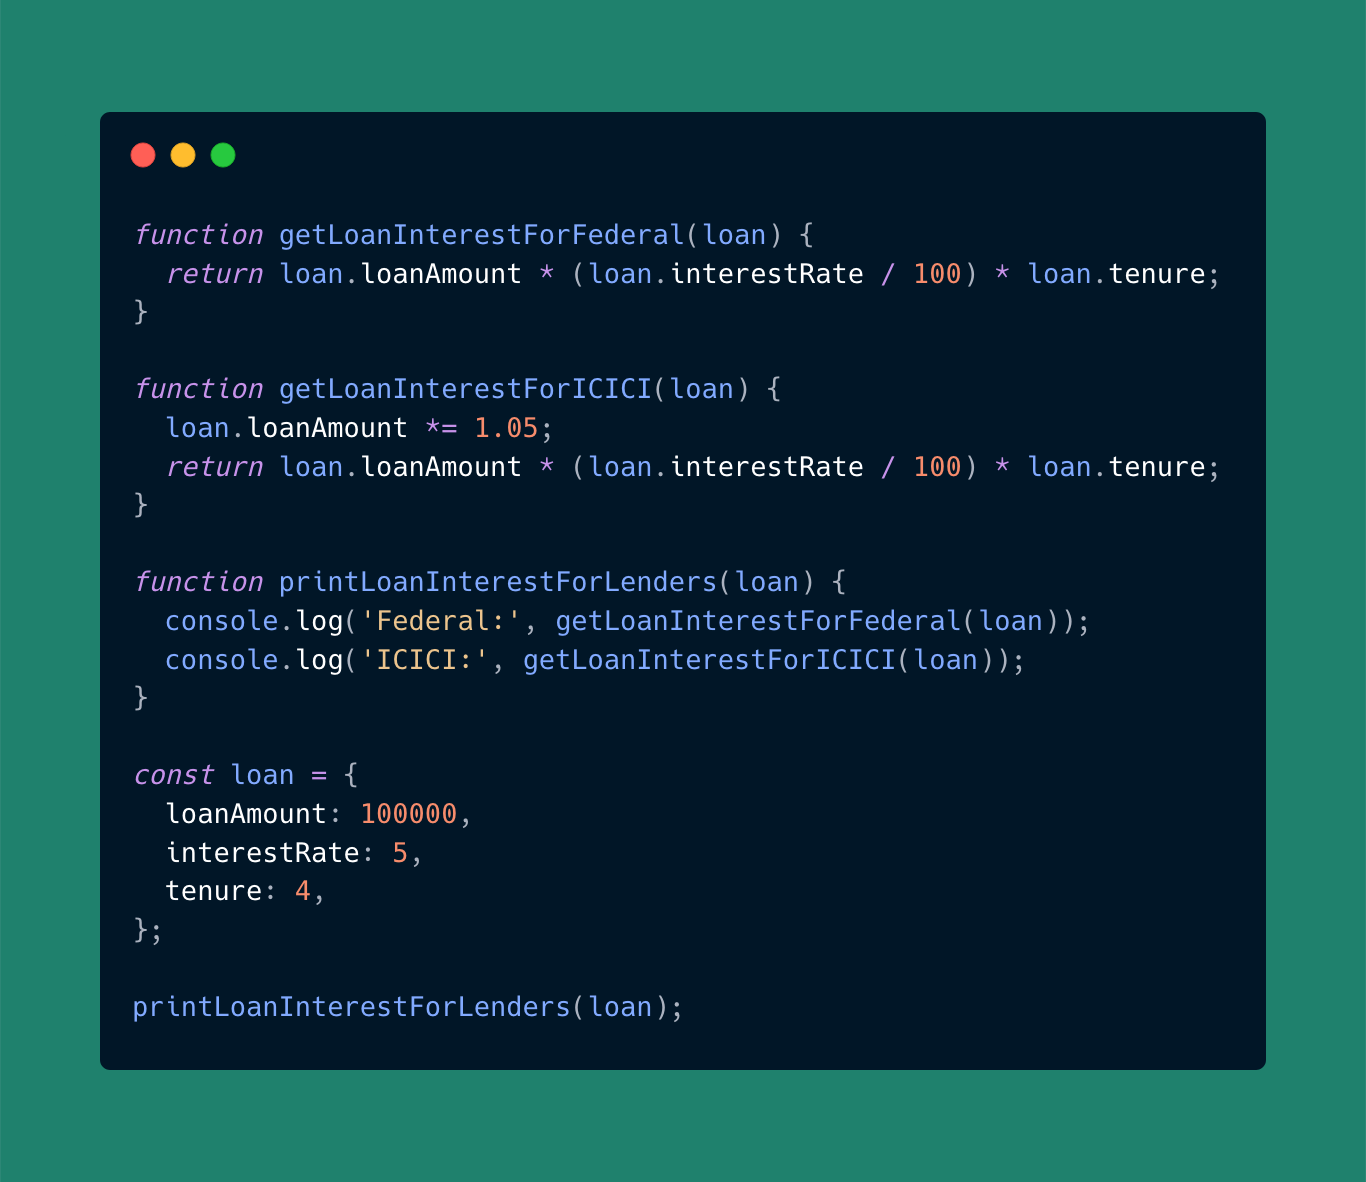 function getLoanInterestForFederal(loan) {
  return loan.loanAmount * (loan.interestRate / 100) * loan.tenure;
}

function getLoanInterestForICICI(loan) {
  loan.loanAmount *= 1.05;
  return loan.loanAmount * (loan.interestRate / 100) * loan.tenure;
}

function printLoanInterestForLenders(loan) {
  console.log('Federal:', getLoanInterestForFederal(loan));
  console.log('ICICI:', getLoanInterestForICICI(loan));
}

const loan = {
  loanAmount: 100000,
  interestRate: 5,
  tenure: 4,
};

printLoanInterestForLenders(loan);